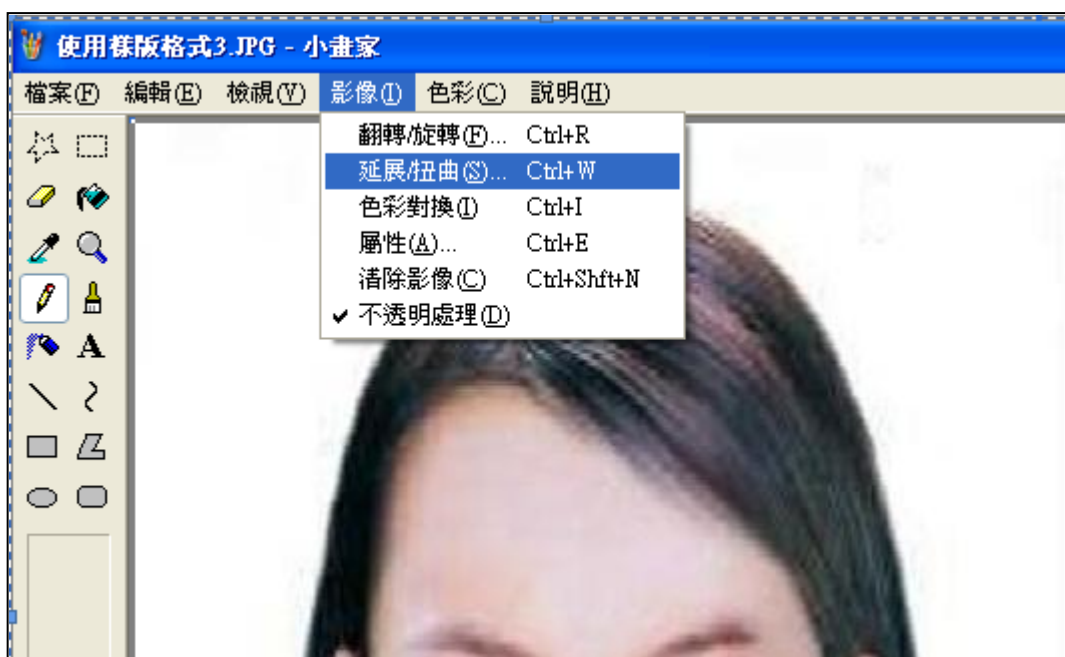 使用樣版格式3.JPG - 小畫家
檔案(F) 編輯(E) 檢視(V) 影像(I) 色彩(C) 說明(H)
翻轉/旋轉(F)... Ctrl+R
延展/扭曲(S)... Ctrl+W
色彩對換(I) Ctrl+I
屬性(A)... Ctrl+E
清除影像(C) Ctrl+Shft+N
✓ 不透明處理(D)
A